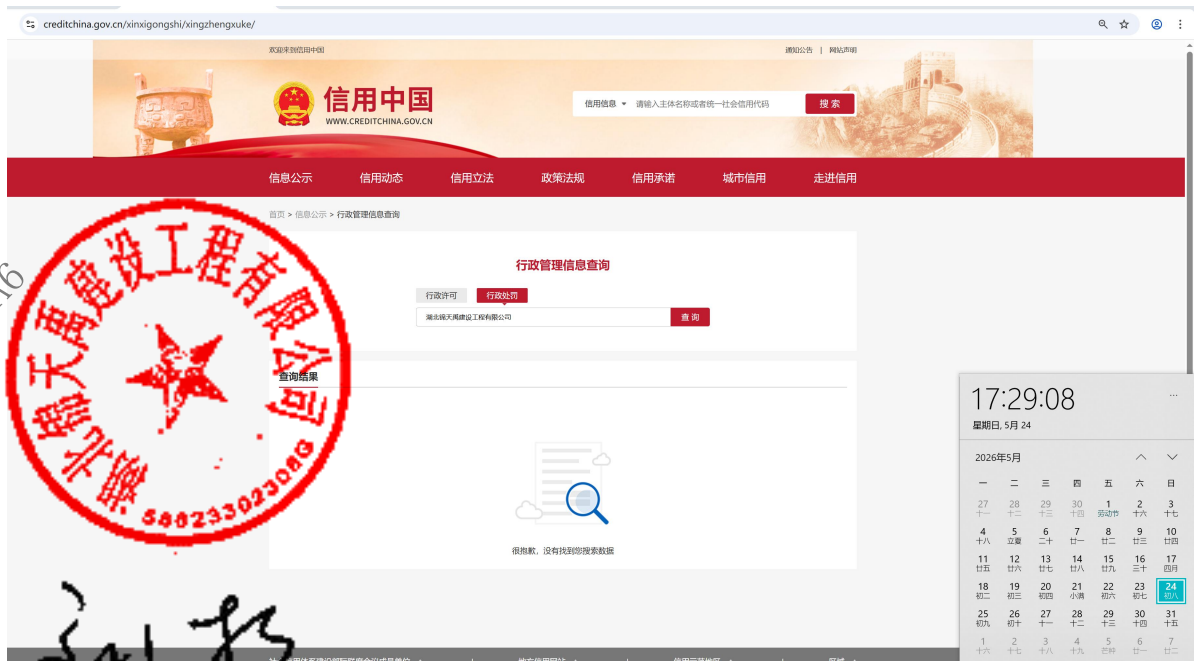 creditchina.gov.cn/xinxigongshi/xingzhengxuke/
欢迎来到信用中国
通知公告 | 网站声明
信用中国
WWW.CREDITCHINA.GOV.CN
信用信息 请输入主体名称或者统一社会信用代码 搜索
信息公示 信用动态 信用立法 政策法规 信用承诺 城市信用 走进信用
首页 > 信息公示 > 行政管理信息查询
行政管理信息查询
行政许可 行政处罚
湖北锦天禹建设工程有限公司 查询
查询结果
很抱歉,没有找到您搜索数据
湖北锦天禹建设工程有限公司
17:29:08
星期日, 5月 24
2026年5月
一 二 三 四 五 六 日
27 28 29 30 1 2 3
十一 十二 十三 十四 劳动节 十六 十七
4 5 6 7 8 9 10
十八 立夏 二十 廿一 廿二 廿三 廿四
11 12 13 14 15 16 17
廿五 廿六 廿七 廿八 廿九 三十 四月
18 19 20 21 22 23 24
初二 初三 初四 小满 初六 初七 初八
25 26 27 28 29 30 31
初九 初十 十一 十二 十三 十四 十五
1 2 3 4 5 6 7
十六 十七 十八 十九 芒种 廿一 廿二